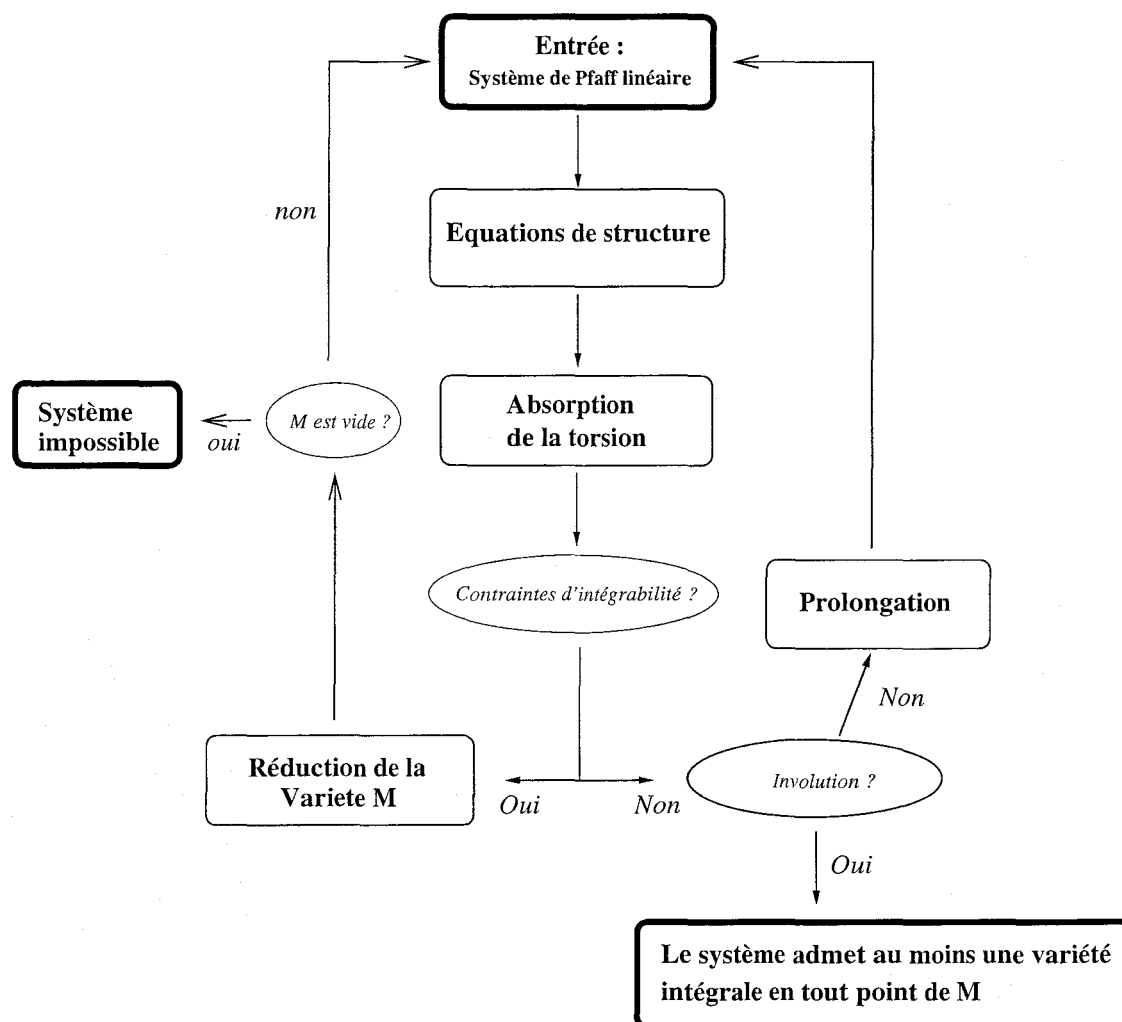 Entrée :
Système de Pfaff linéaire
non
Equations de structure
Système
impossible
oui
M est vide ?
Absorption
de la torsion
Contraintes d'intégrabilité ?
Prolongation
Non
Réduction de la
Variete M
Oui
Non
Involution ?
Oui
Le système admet au moins une variété
intégrale en tout point de M